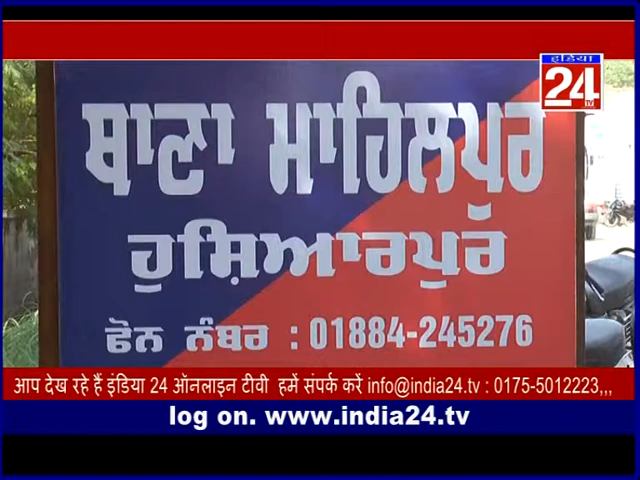 इंडिया
24
TV
ਥਾਣਾ ਮਾਹਿਲਪੁਰ
ਹੁਸ਼ਿਆਰਪੁਰ
ਫੋਨ ਨੰਬਰ : 01884-245276
आप देख रहे हैं इंडिया 24 ऑनलाइन टीवी हमें संपर्क करें info@india24.tv : 0175-5012223,,,
log on. www.india24.tv